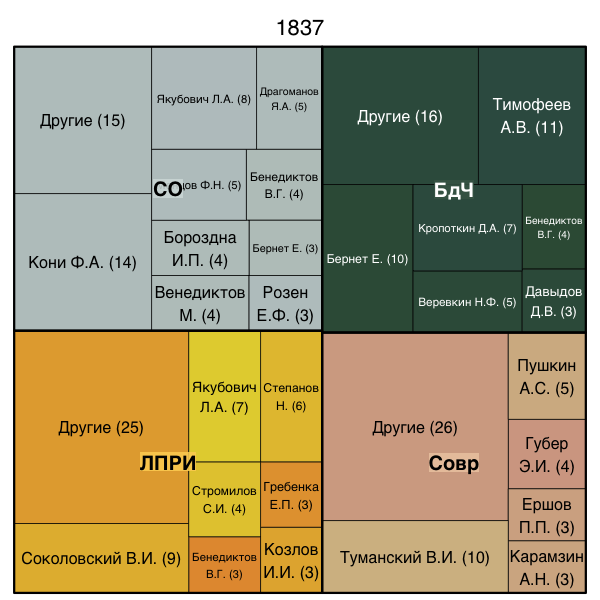 1837
Другие (15)
Якубович Л.А. (8)
Драгоманов
Я.А. (5)
Кони Ф.А. (14)
СО
Ф.Н. (5)
Бенедиктов
В.Г. (4)
Бороздна
И.П. (4)
Бернет Е. (3)
Венедиктов
М. (4)
Розен
Е.Ф. (3)
Другие (16)
Тимофеев
А.В. (11)
БдЧ
Бернет Е. (10)
Кропоткин Д.А. (7)
Бенедиктов
В.Г. (4)
Веревкин Н.Ф. (5)
Давыдов
Д.В. (3)
Другие (25)
Якубович
Л.А. (7)
Степанов
Н. (6)
ЛПРИ
Стромилов
С.И. (4)
Гребенка
Е.П. (3)
Соколовский В.И. (9)
Бенедиктов
В.Г. (3)
Козлов
И.И. (3)
Другие (26)
Пушкин
А.С. (5)
Совр
Губер
Э.И. (4)
Ершов
П.П. (3)
Туманский В.И. (10)
Карамзин
А.Н. (3)